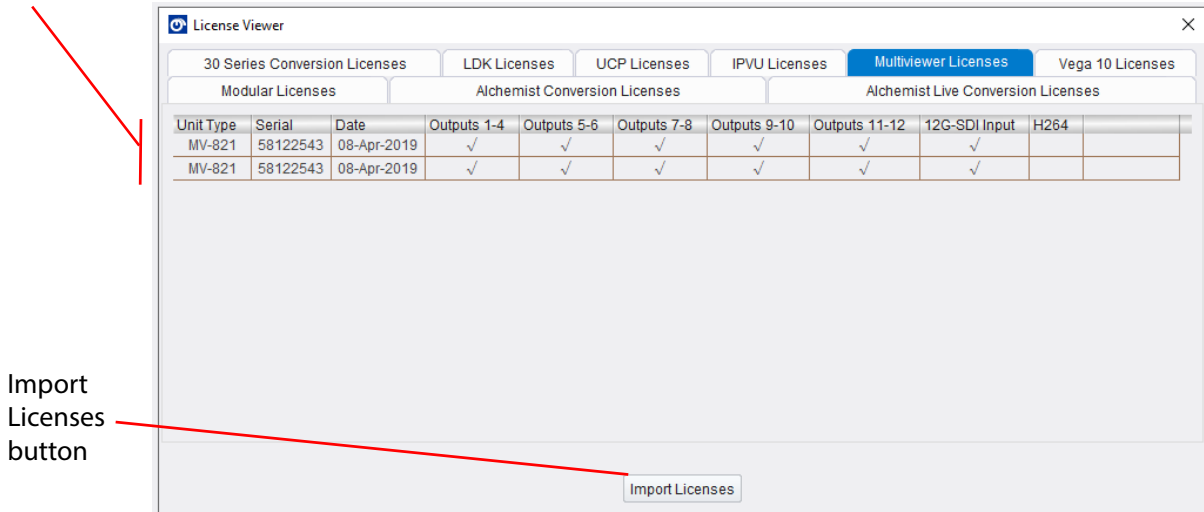 License Viewer
30 Series Conversion Licenses LDK Licenses UCP Licenses IPVU Licenses Multiviewer Licenses Vega 10 Licenses
Modular Licenses Alchemist Conversion Licenses Alchemist Live Conversion Licenses
Unit Type Serial Date Outputs 1-4 Outputs 5-6 Outputs 7-8 Outputs 9-10 Outputs 11-12 12G-SDI Input H264
MV-821 58122543 08-Apr-2019 √ √ √ √ √ √
MV-821 58122543 08-Apr-2019 √ √ √ √ √ √
Import
Licenses
button
Import Licenses